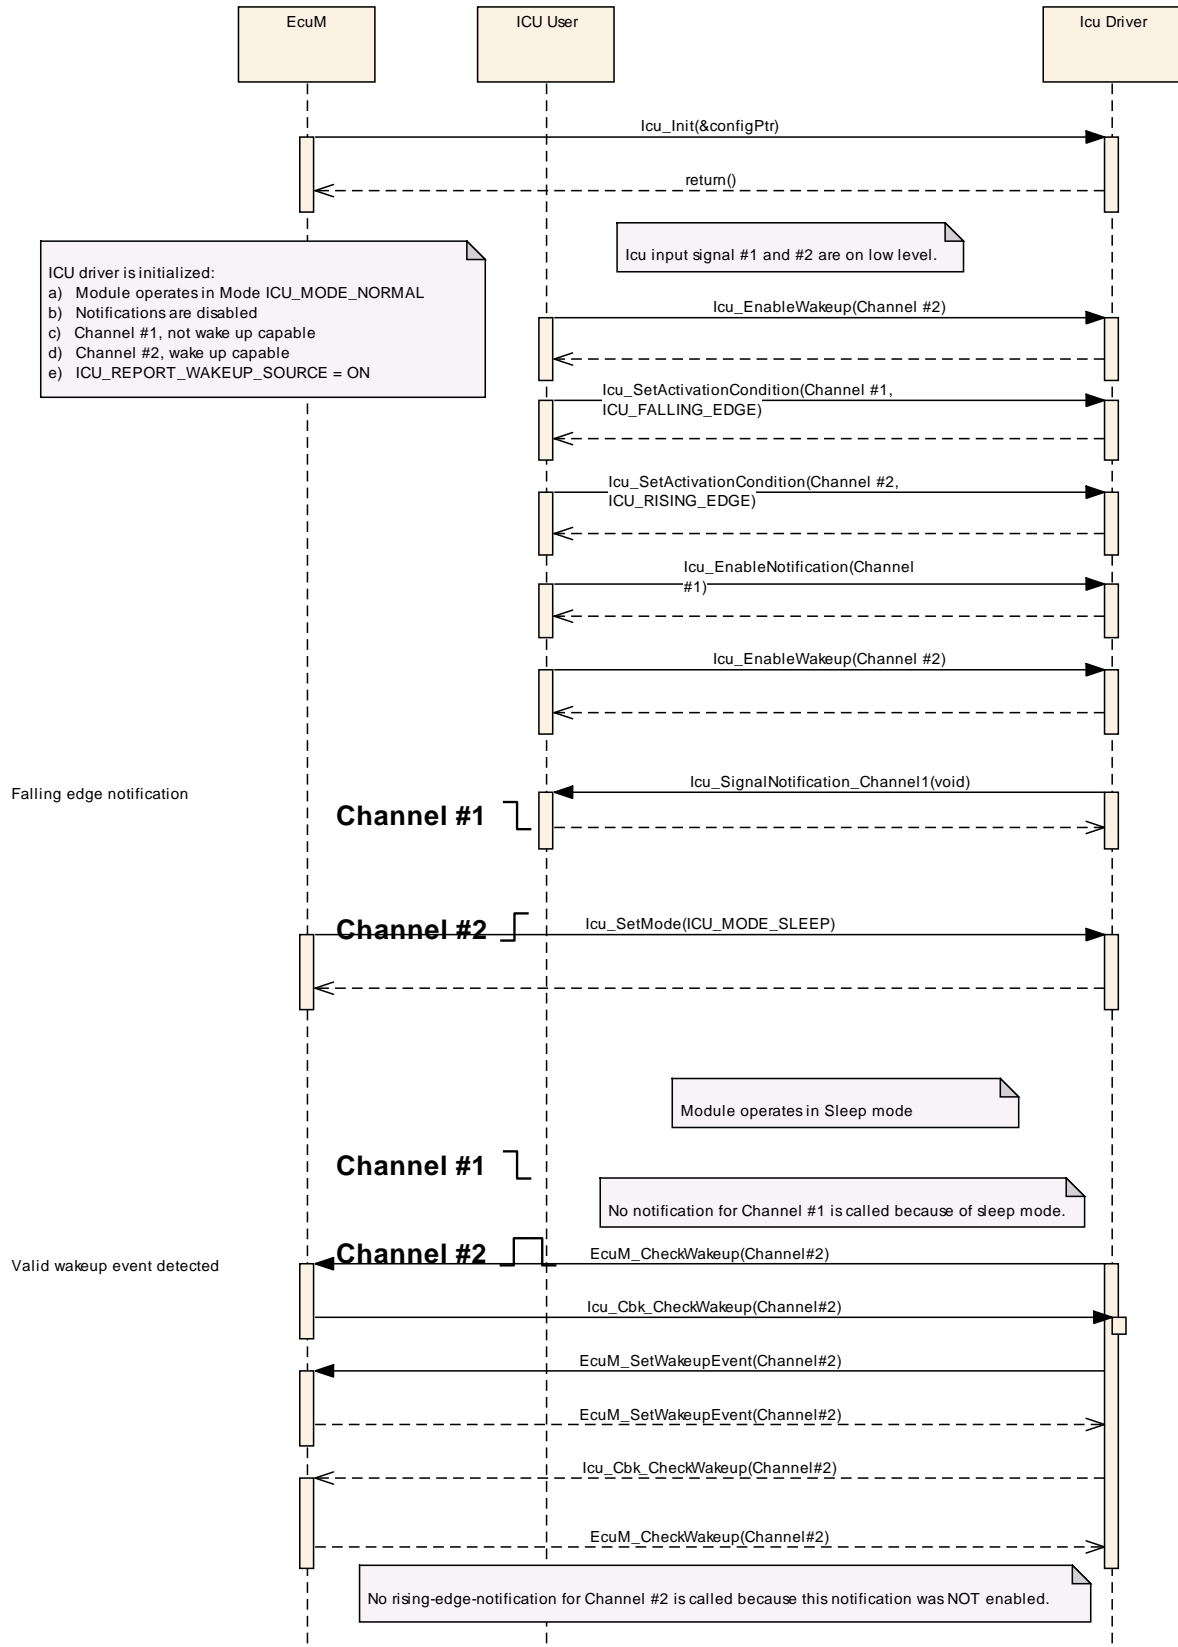 EcuM
ICU User
Icu Driver
Icu_Init(&configPtr)
return()
Icu input signal #1 and #2 are on low level.
ICU driver is initialized:
a) Module operates in Mode ICU_MODE_NORMAL
b) Notifications are disabled
c) Channel #1, not wake up capable
d) Channel #2, wake up capable
e) ICU_REPORT_WAKEUP_SOURCE = ON
Icu_EnableWakeup(Channel #2)
Icu_SetActivationCondition(Channel #1,
ICU_FALLING_EDGE)
Icu_SetActivationCondition(Channel #2,
ICU_RISING_EDGE)
Icu_EnableNotification(Channel
#1)
Icu_EnableWakeup(Channel #2)
Icu_SignalNotification_Channel1(void)
Falling edge notification
Channel #1
Channel #2
Icu_SetMode(ICU_MODE_SLEEP)
Module operates in Sleep mode
Channel #1
No notification for Channel #1 is called because of sleep mode.
Channel #2
EcuM_CheckWakeup(Channel#2)
Valid wakeup event detected
Icu_Cbk_CheckWakeup(Channel#2)
EcuM_SetWakeupEvent(Channel#2)
EcuM_SetWakeupEvent(Channel#2)
Icu_Cbk_CheckWakeup(Channel#2)
EcuM_CheckWakeup(Channel#2)
No rising-edge-notification for Channel #2 is called because this notification was NOT enabled.